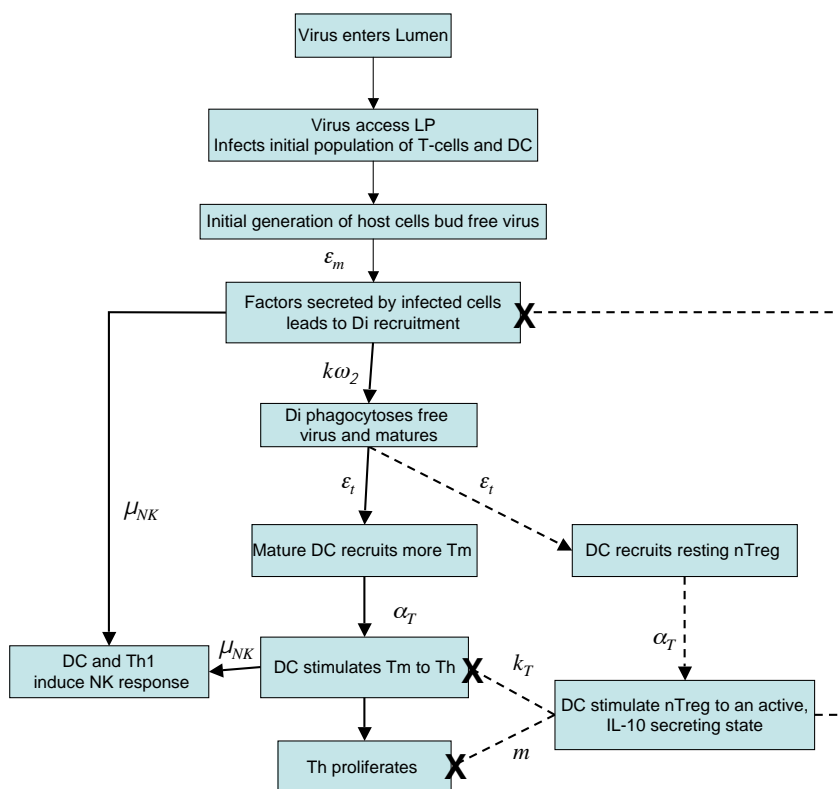 Virus enters Lumen
Virus access LP
Infects initial population of T-cells and DC
Initial generation of host cells bud free virus
εm
Factors secreted by infected cells
leads to Di recruitment
X
kω2
Di phagocytoses free
virus and matures
εt
εt
μNK
Mature DC recruits more Tm
DC recruits resting nTreg
αT
αT
μNK
DC and Th1
induce NK response
DC stimulates Tm to Th
X
kT
DC stimulate nTreg to an active,
IL-10 secreting state
Th proliferates
X
m